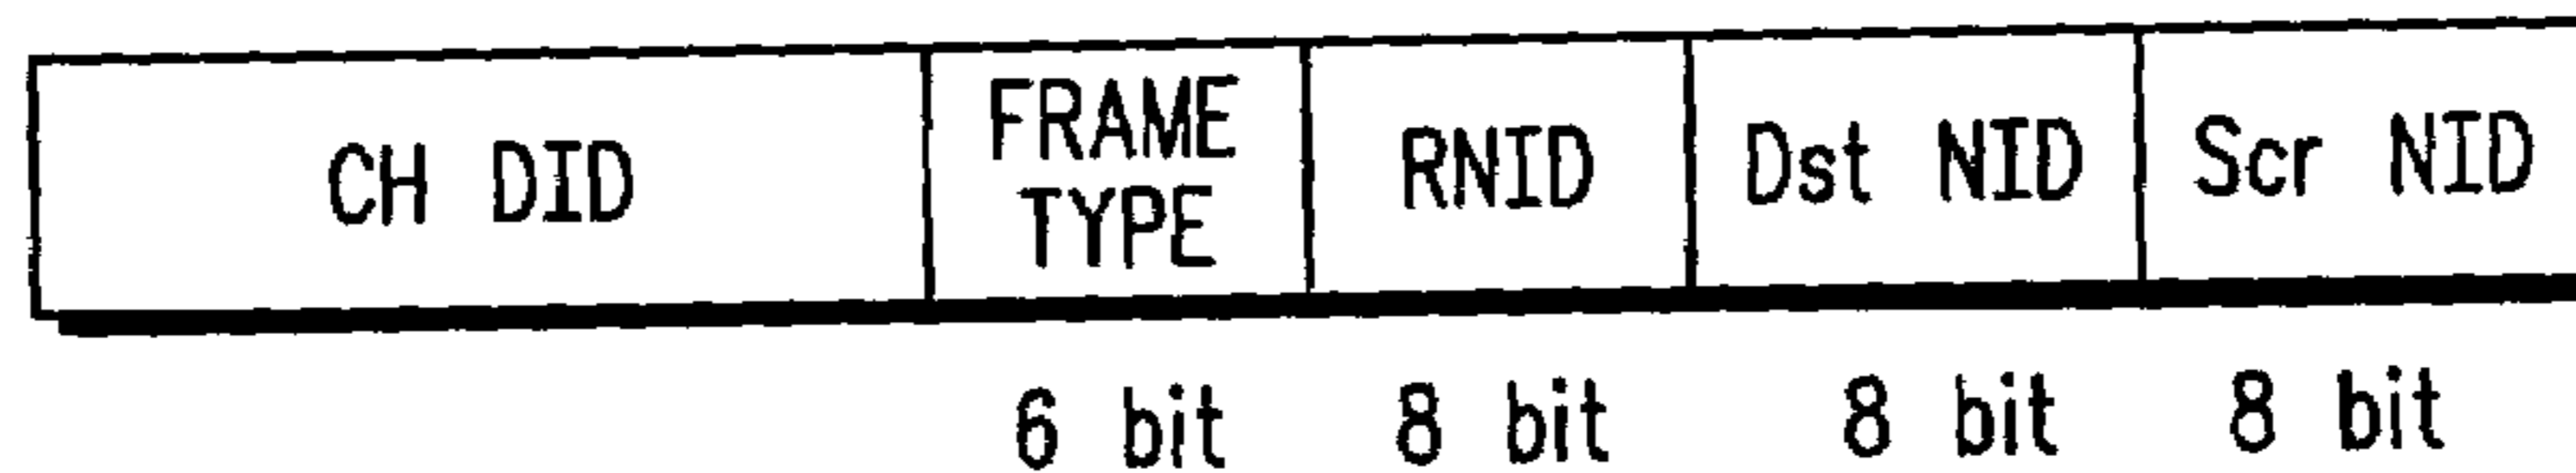 CH DID
FRAME
TYPE
RNID
Dst NID
Scr NID
6 bit
8 bit
8 bit
8 bit